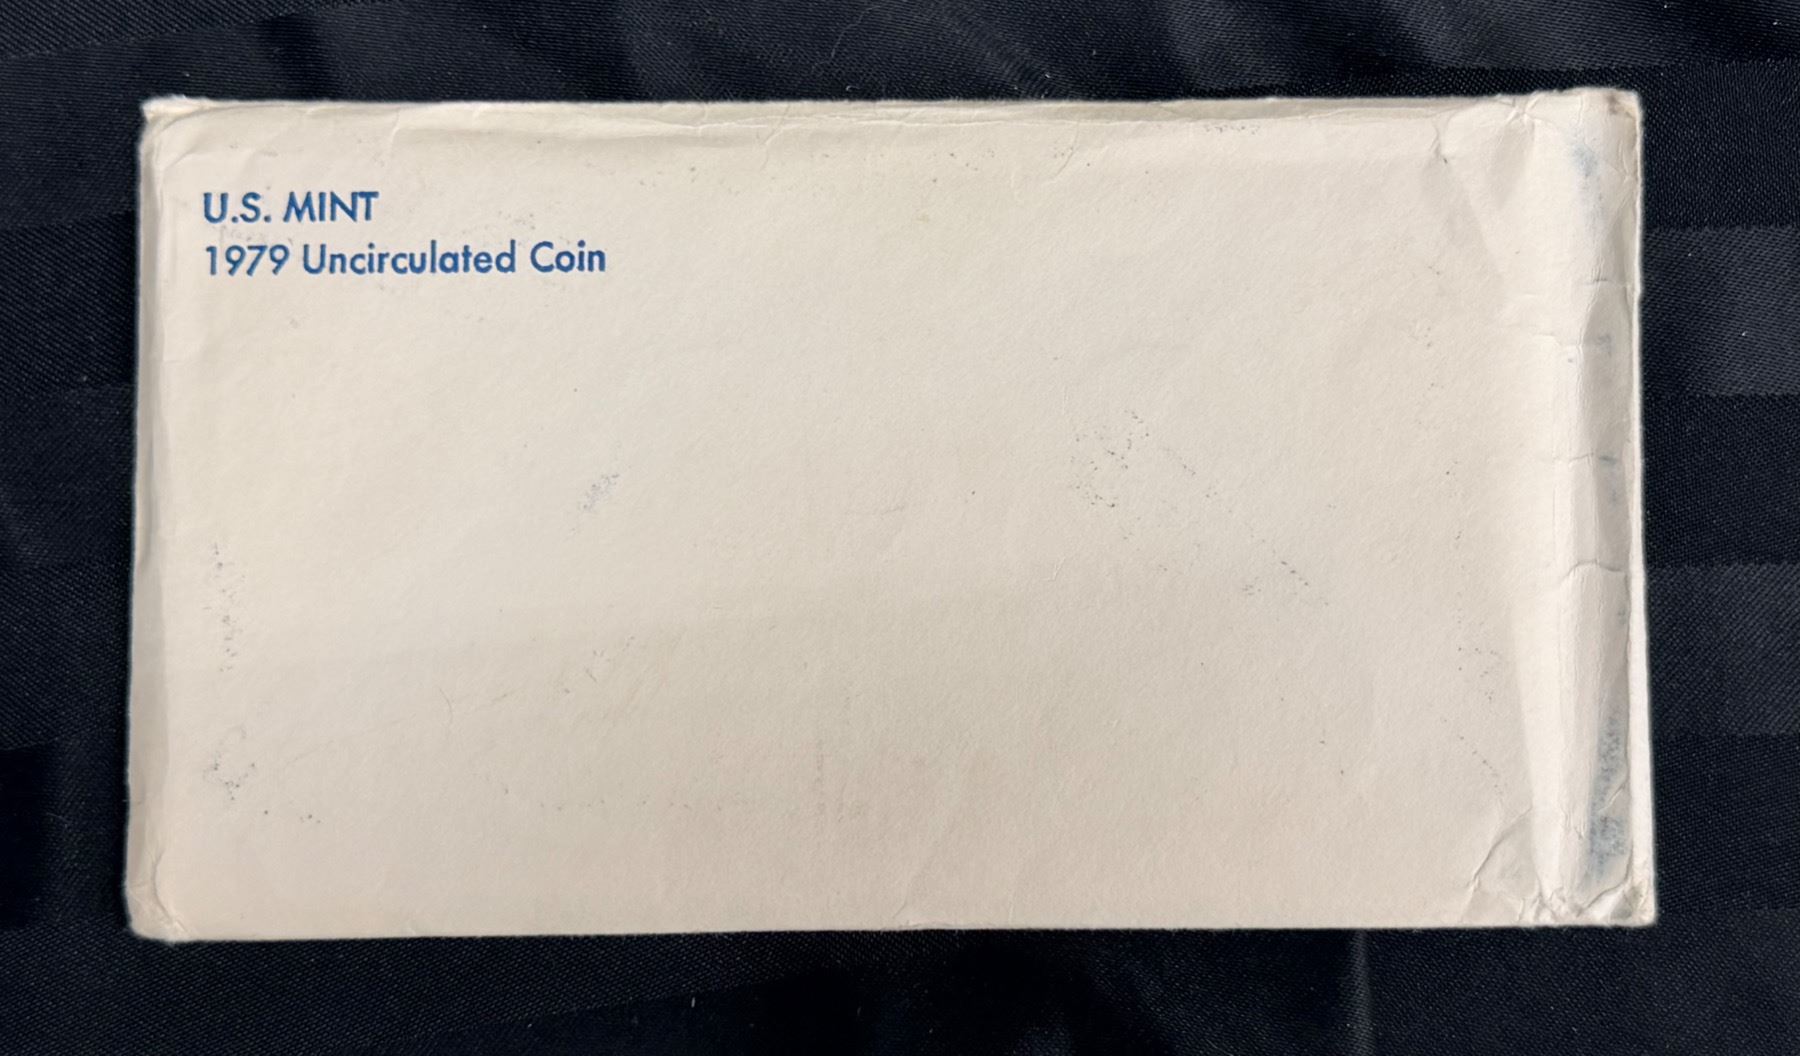 U.S. MINT
1979 Uncirculated Coin